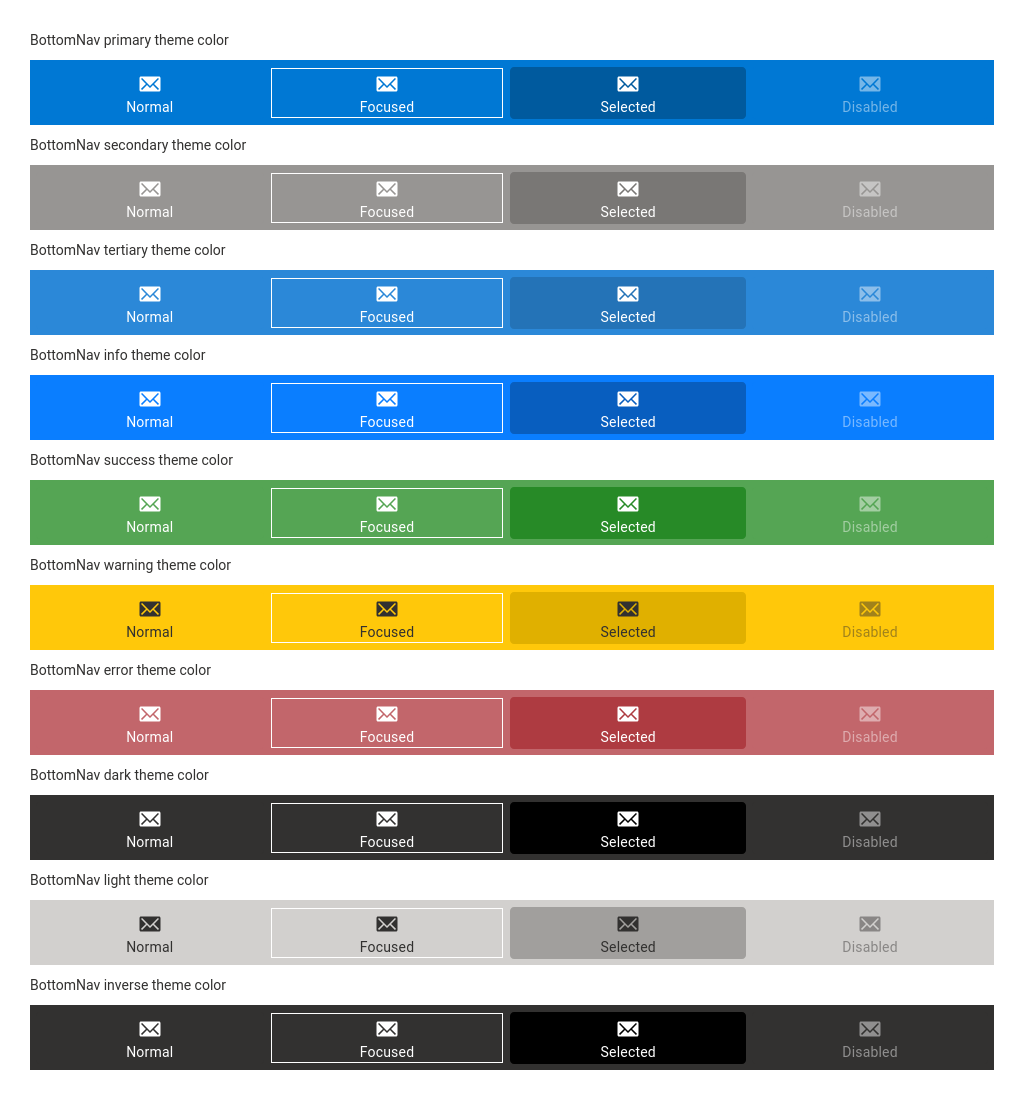 BottomNav primary theme color
Normal Focused Selected Disabled
BottomNav secondary theme color
Normal Focused Selected Disabled
BottomNav tertiary theme color
Normal Focused Selected Disabled
BottomNav info theme color
Normal Focused Selected Disabled
BottomNav success theme color
Normal Focused Selected Disabled
BottomNav warning theme color
Normal Focused Selected Disabled
BottomNav error theme color
Normal Focused Selected Disabled
BottomNav dark theme color
Normal Focused Selected Disabled
BottomNav light theme color
Normal Focused Selected Disabled
BottomNav inverse theme color
Normal Focused Selected Disabled